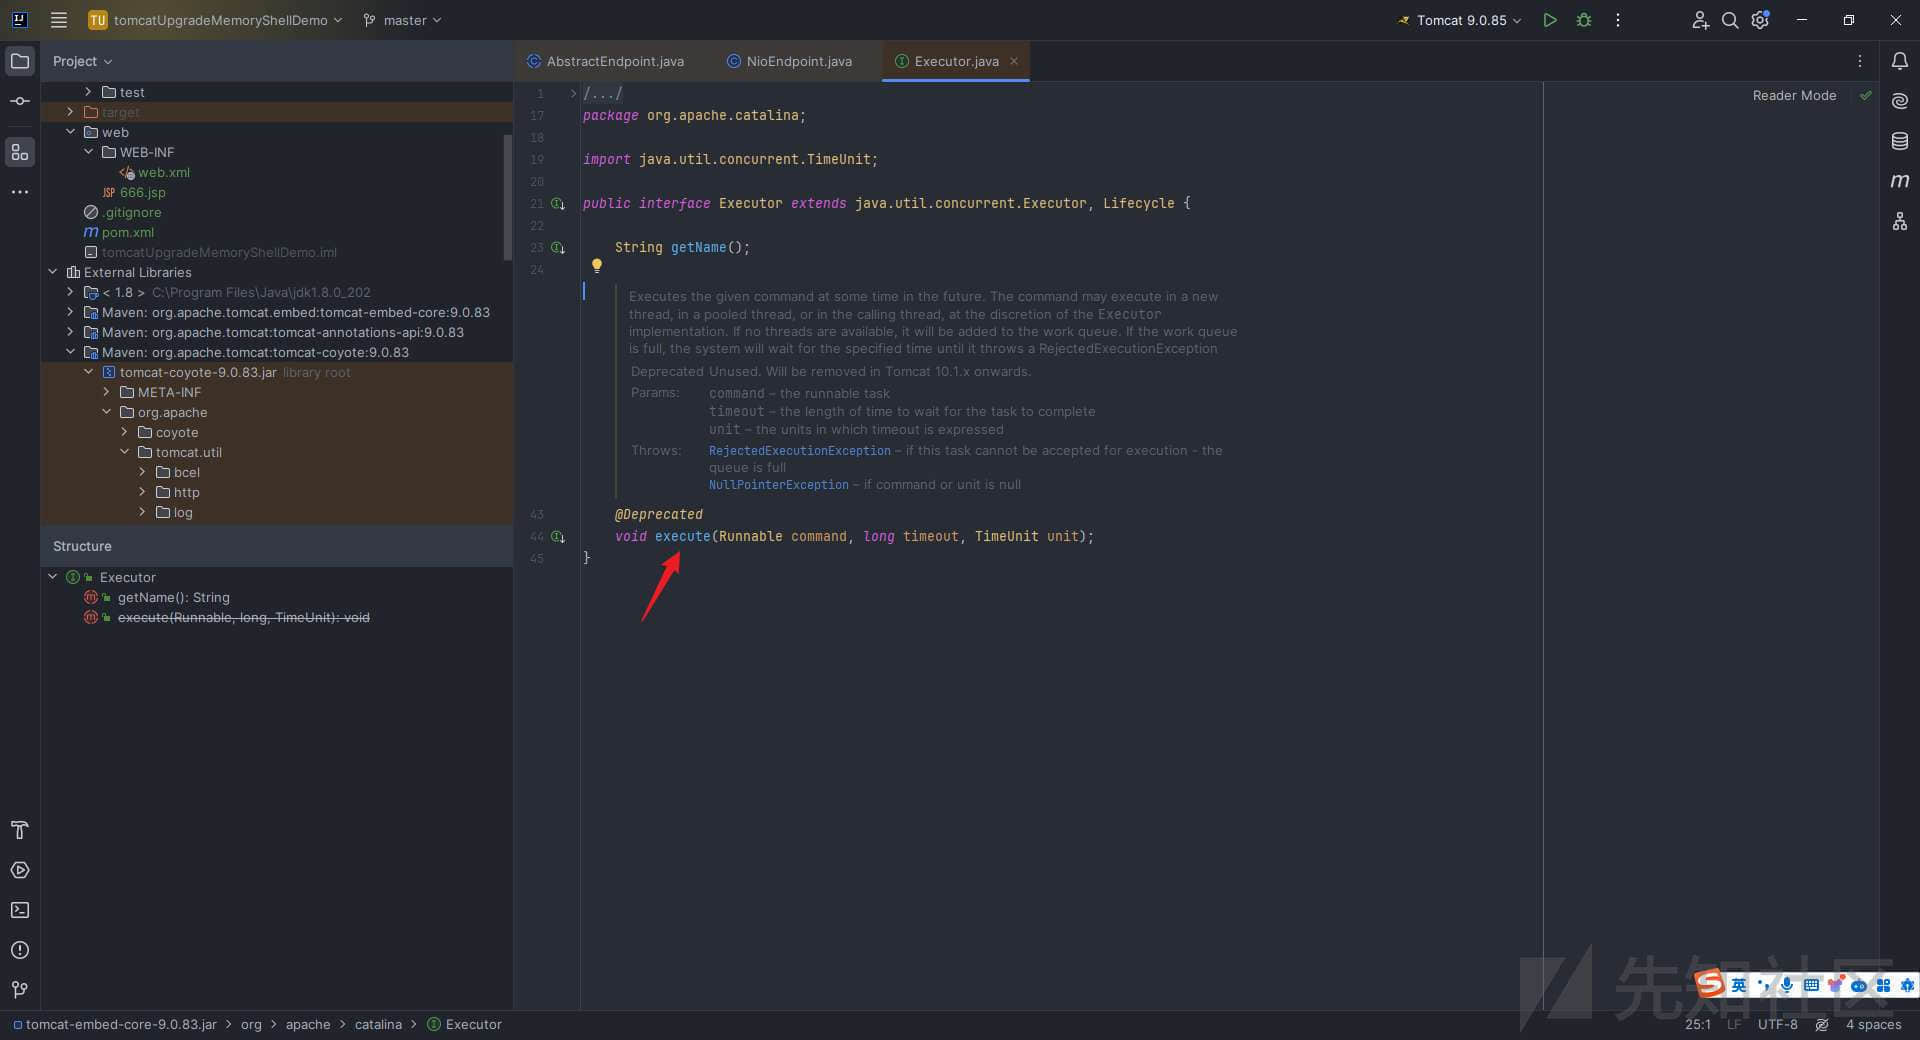 TU tomcatUpgradeMemoryShellDemo master Tomcat 9.0.85
Project
test
target
web
WEB-INF
web.xml
JSP 666.jsp
.gitignore
m pom.xml
tomcatUpgradeMemoryShellDemo.iml
External Libraries
< 1.8 > C:\Program Files\Java\jdk1.8.0_202
Maven: org.apache.tomcat.embed:tomcat-embed-core:9.0.83
Maven: org.apache.tomcat:tomcat-annotations-api:9.0.83
Maven: org.apache.tomcat:tomcat-coyote:9.0.83
tomcat-coyote-9.0.83.jar library root
META-INF
org.apache
coyote
tomcat.util
bcel
http
log
Structure
Executor
getName(): String
execute(Runnable, long, TimeUnit): void
AbstractEndpoint.java NioEndpoint.java Executor.java
Reader Mode
1 /.../
17 package org.apache.catalina;
18
19 import java.util.concurrent.TimeUnit;
20
21 public interface Executor extends java.util.concurrent.Executor, Lifecycle {
22
23 String getName();
24
Executes the given command at some time in the future. The command may execute in a new
thread, in a pooled thread, or in the calling thread, at the discretion of the Executor
implementation. If no threads are available, it will be added to the work queue. If the work queue
is full, the system will wait for the specified time until it throws a RejectedExecutionException
Deprecated Unused. Will be removed in Tomcat 10.1.x onwards.
Params: command – the runnable task
timeout – the length of time to wait for the task to complete
unit – the units in which timeout is expressed
Throws: RejectedExecutionException – if this task cannot be accepted for execution - the
queue is full
NullPointerException – if command or unit is null
43 @Deprecated
44 void execute(Runnable command, long timeout, TimeUnit unit);
45 }
先知社区
英
tomcat-embed-core-9.0.83.jar > org > apache > catalina > Executor
25:1 LF UTF-8 4 spaces